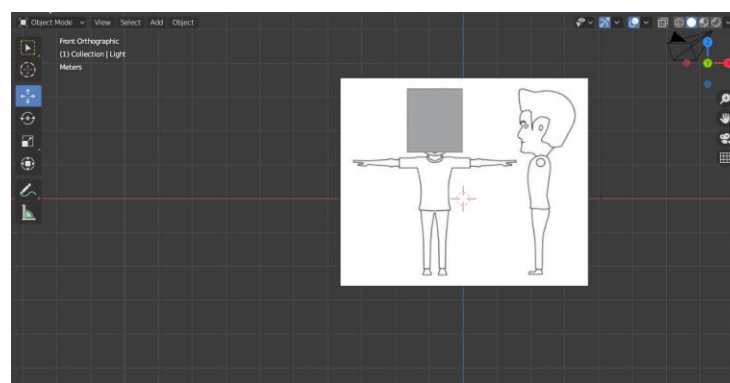 Object Mode View Select Add Object
Front Orthographic
(1) Collection | Light
Meters
Z
Y